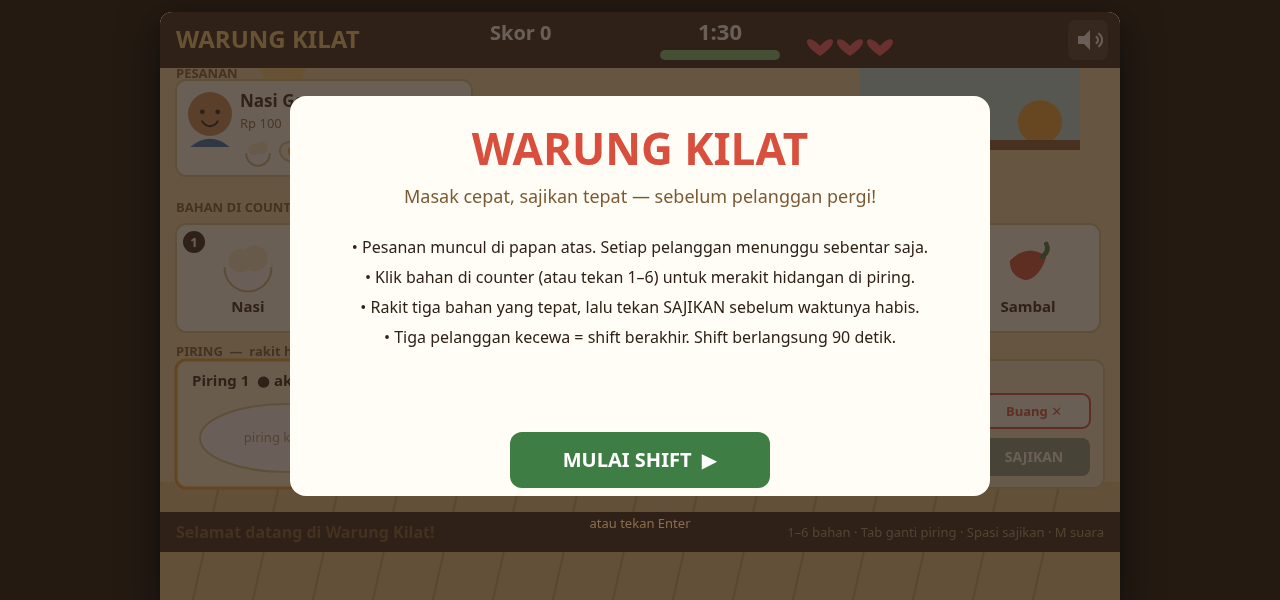 WARUNG KILAT
Skor 0
1:30
PESANAN
Nasi G
Rp 100
WARUNG KILAT
Masak cepat, sajikan tepat — sebelum pelanggan pergi!
• Pesanan muncul di papan atas. Setiap pelanggan menunggu sebentar saja.
• Klik bahan di counter (atau tekan 1–6) untuk merakit hidangan di piring.
• Rakit tiga bahan yang tepat, lalu tekan SAJIKAN sebelum waktunya habis.
• Tiga pelanggan kecewa = shift berakhir. Shift berlangsung 90 detik.
MULAI SHIFT ▶
atau tekan Enter
BAHAN DI COUNT
1
Nasi
Sambal
PIRING — rakit h
Piring 1 ● ak
piring k
Buang ×
SAJIKAN
Selamat datang di Warung Kilat!
1–6 bahan · Tab ganti piring · Spasi sajikan · M suara